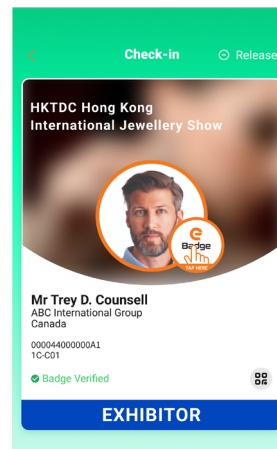 Check-in
Release
HKTDC Hong Kong
International Jewellery Show
e
Badge
TAP HERE
Mr Trey D. Counsell
ABC International Group
Canada
000044000000A1
1C-C01
Badge Verified
EXHIBITOR